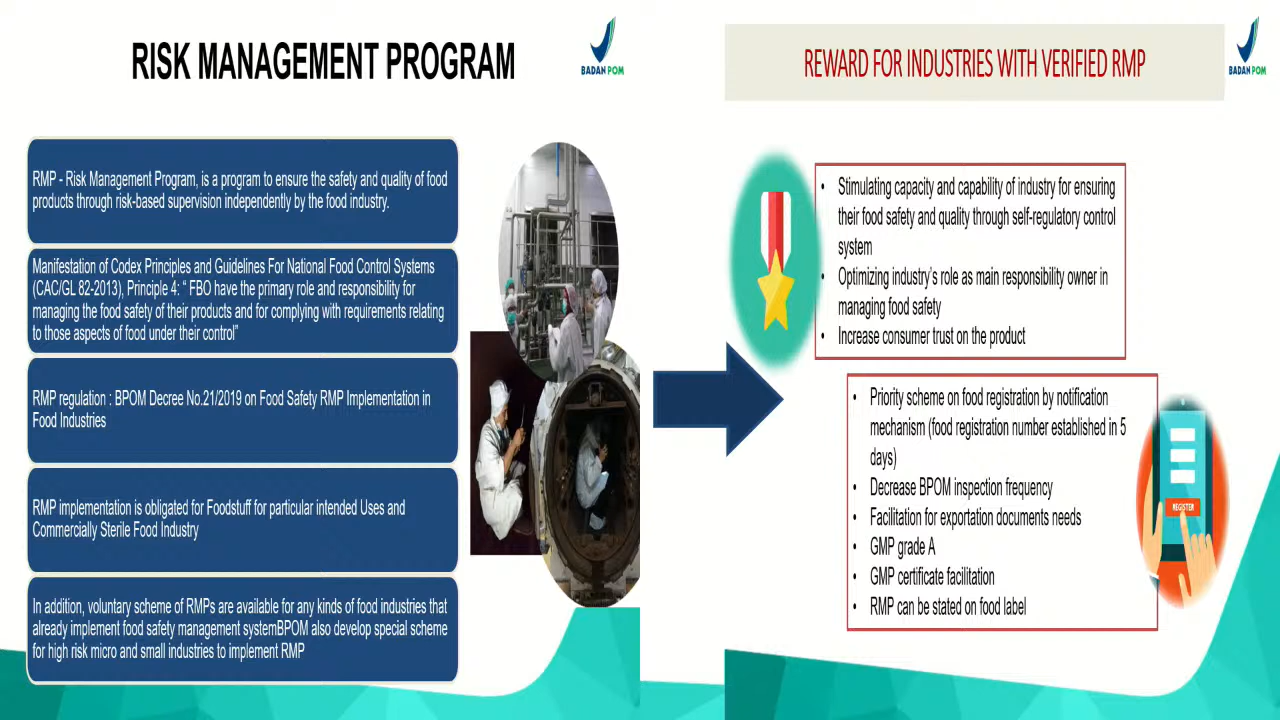 RISK MANAGEMENT PROGRAM
BADAN POM
RMP - Risk Management Program, is a program to ensure the safety and quality of food
products through risk-based supervision independently by the food industry.
Manifestation of Codex Principles and Guidelines For National Food Control Systems
(CAC/GL 82-2013), Principle 4: “ FBO have the primary role and responsibility for
managing the food safety of their products and for complying with requirements relating
to those aspects of food under their control”
RMP regulation : BPOM Decree No.21/2019 on Food Safety RMP Implementation in
Food Industries
RMP implementation is obligated for Foodstuff for particular intended Uses and
Commercially Sterile Food Industry
In addition, voluntary scheme of RMPs are available for any kinds of food industries that
already implement food safety management systemBPOM also develop special scheme
for high risk micro and small industries to implement RMP
REWARD FOR INDUSTRIES WITH VERIFIED RMP
BADAN POM
• Stimulating capacity and capability of industry for ensuring
their food safety and quality through self-regulatory control
system
• Optimizing industry’s role as main responsibility owner in
managing food safety
• Increase consumer trust on the product
• Priority scheme on food registration by notification
mechanism (food registration number established in 5
days)
• Decrease BPOM inspection frequency
• Facilitation for exportation documents needs
• GMP grade A
• GMP certificate facilitation
• RMP can be stated on food label
REGISTER